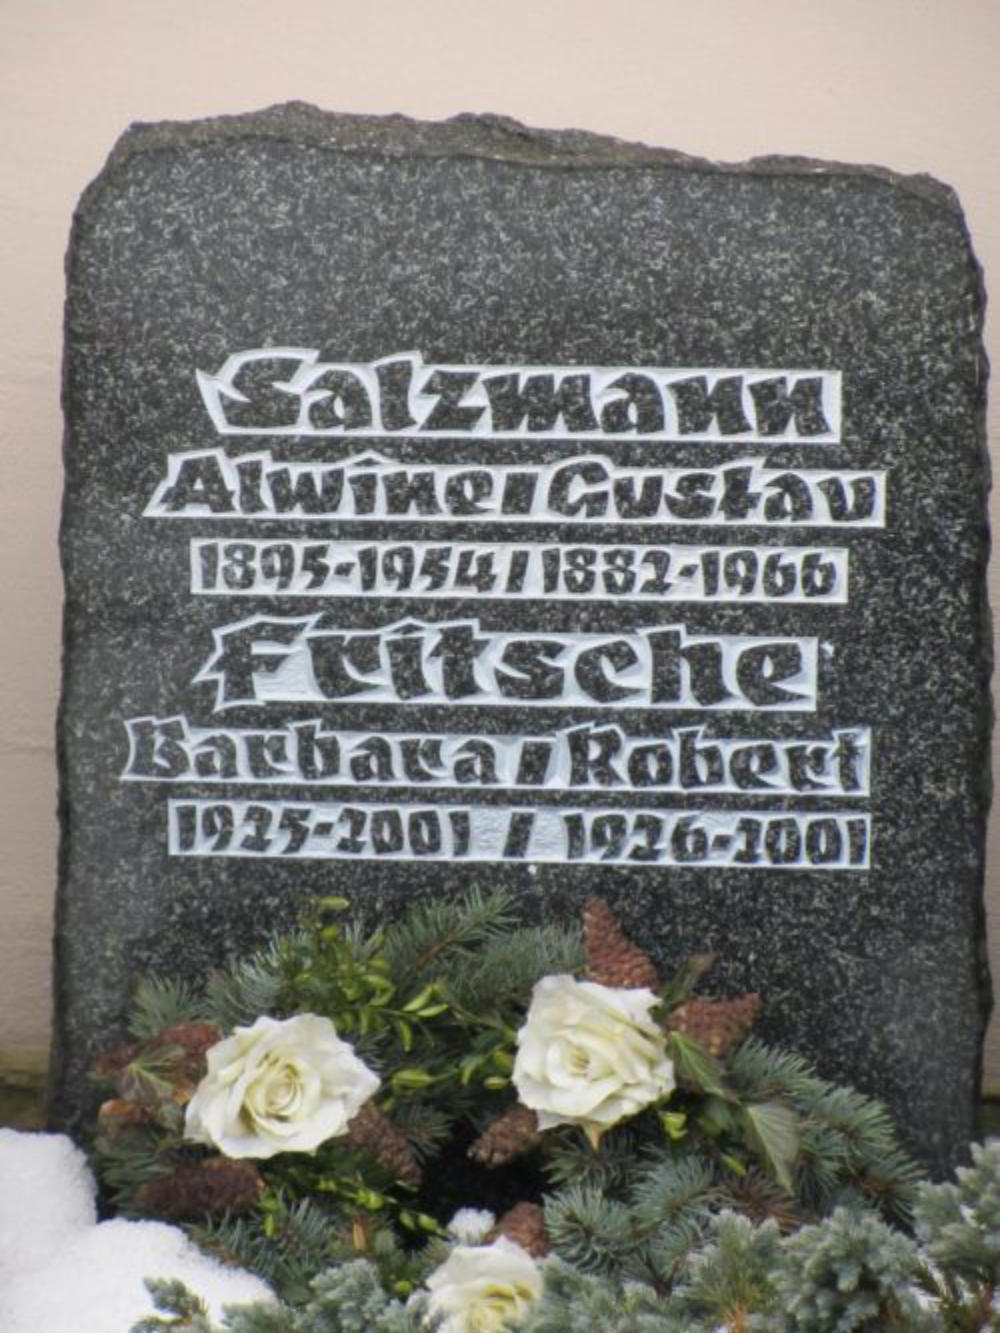 Salzmann
Alwine/Gustav
1895-1954/1882-1966
Fritsche
Barbara/Robert
1925-2001 / 1926-2001